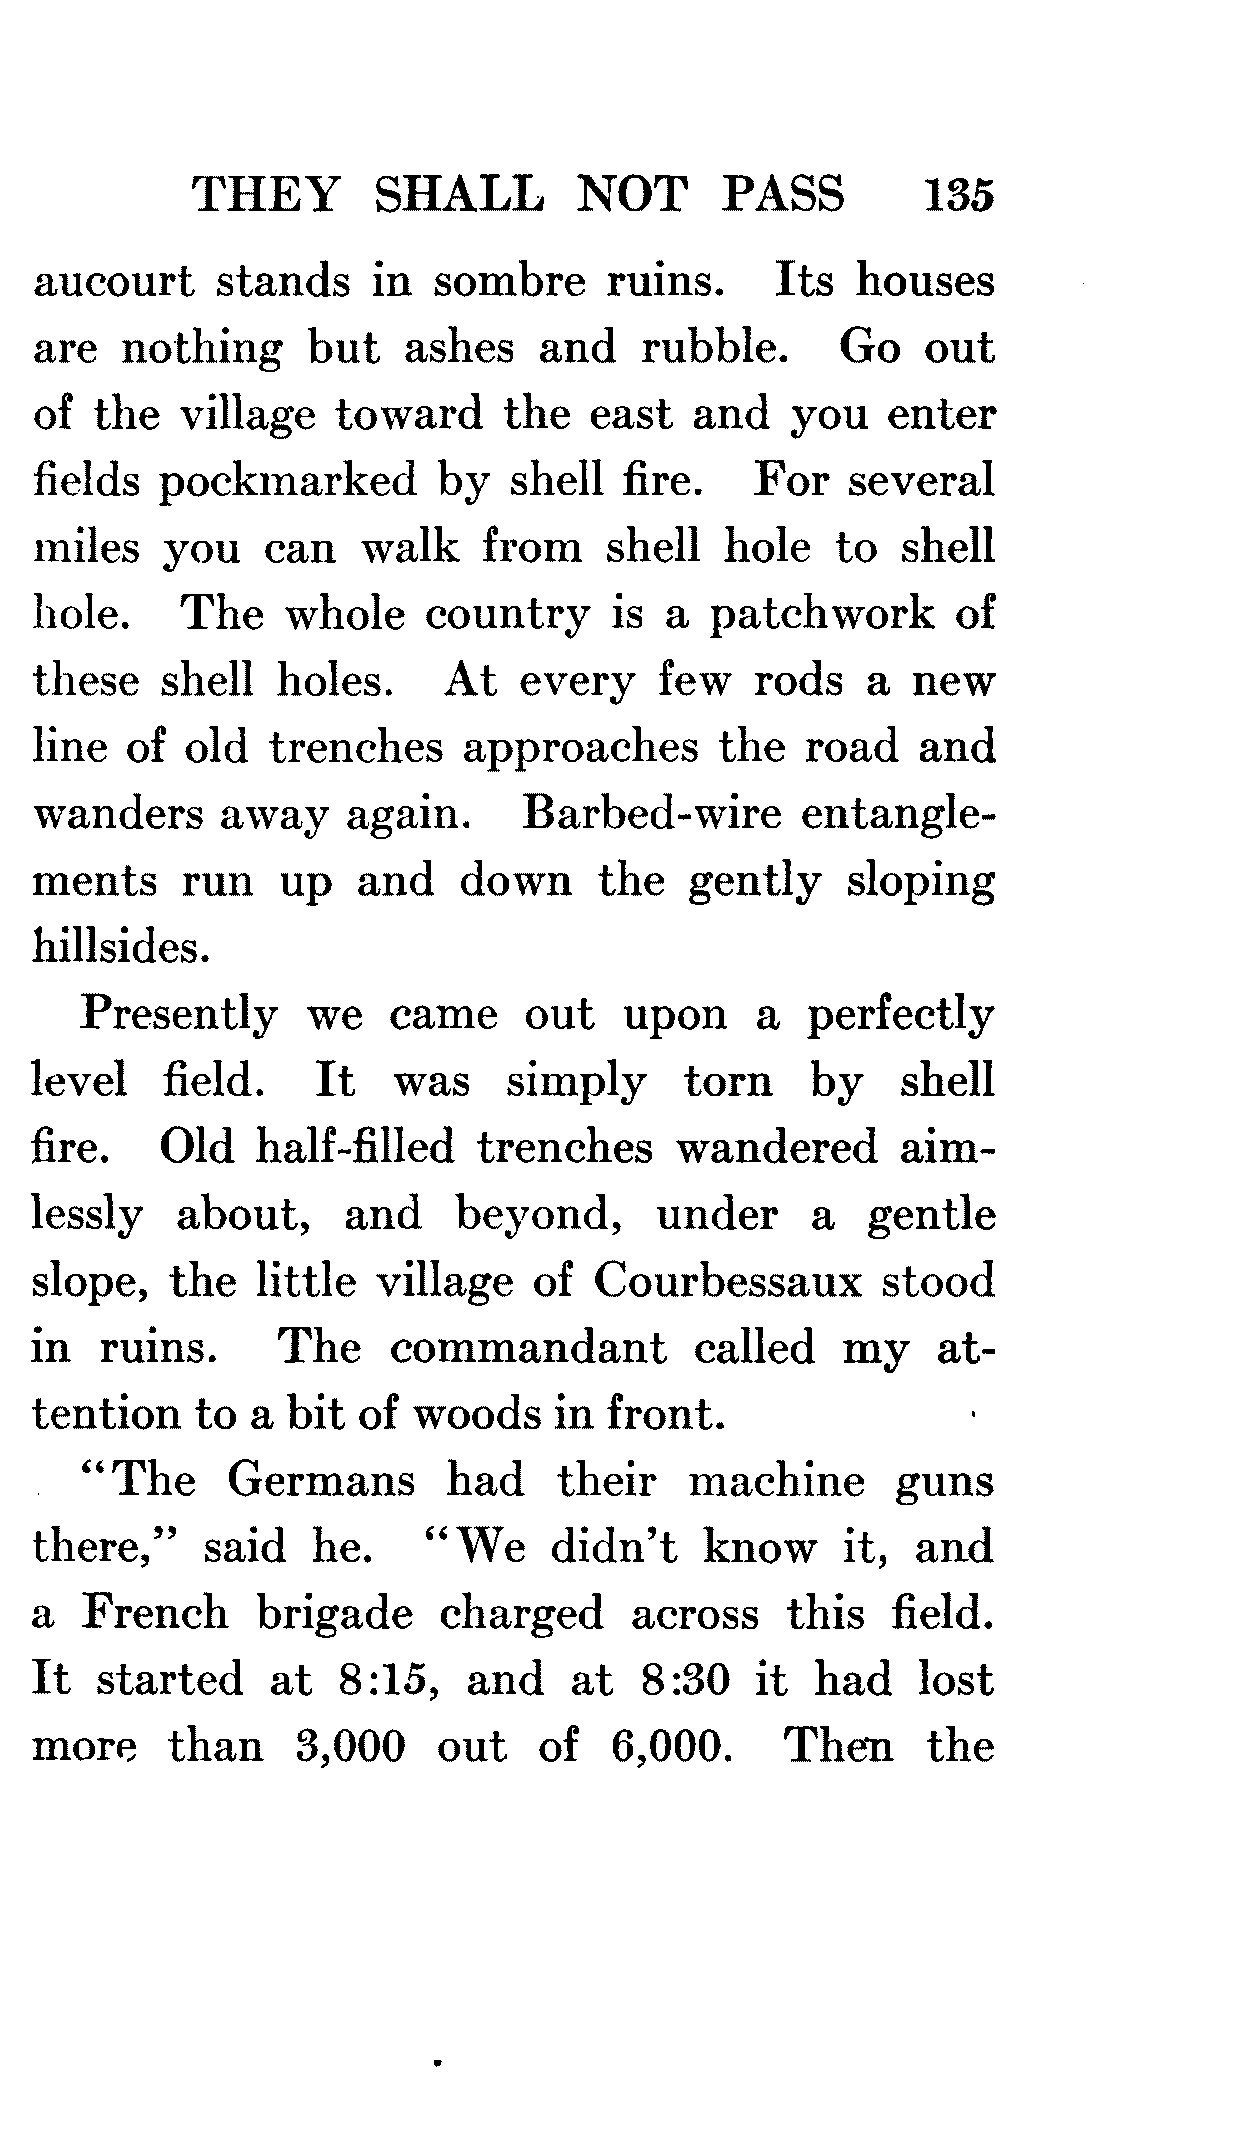 THEY SHALL NOT PASS 135
aucourt stands in sombre ruins. Its houses
are nothing but ashes and rubble. Go out
of the village toward the east and you enter
fields pockmarked by shell fire. For several
miles you can walk from shell hole to shell
hole. The whole country is a patchwork of
these shell holes. At every few rods a new
line of old trenches approaches the road and
wanders away again. Barbed-wire entangle-
ments run up and down the gently sloping
hillsides.
Presently we came out upon a perfectly
level field. It was simply torn by shell
fire. Old half-filled trenches wandered aim-
lessly about, and beyond, under a gentle
slope, the little village of Courbessaux stood
in ruins. The commandant called my at-
tention to a bit of woods in front.
“The Germans had their machine guns
there,” said he. “We didn't know it, and
a French brigade charged across this field.
It started at 8:15, and at 8:30 it had lost
more than 3,000 out of 6,000. Then the